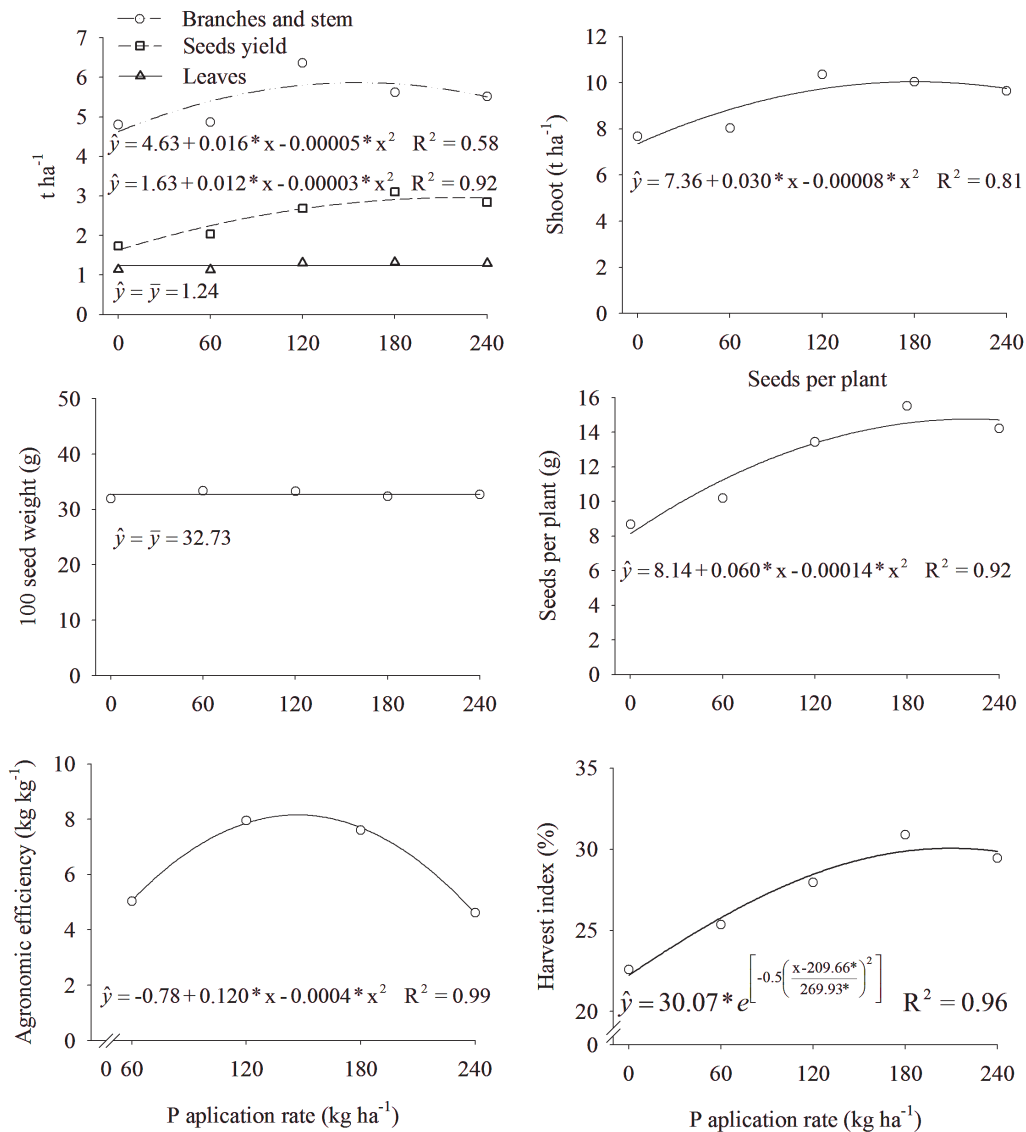 Branches and stem
Seeds yield
Leaves
7
6
5
4
3
2
1
0
t ha⁻¹
ŷ = 4.63 + 0.016* x - 0.00005* x² R² = 0.58
ŷ = 1.63 + 0.012* x - 0.00003* x² R² = 0.92
ŷ = ȳ = 1.24
0 60 120 180 240
12
10
8
6
4
2
0
Shoot (t ha⁻¹)
ŷ = 7.36 + 0.030* x - 0.00008* x² R² = 0.81
0 60 120 180 240
Seeds per plant
50
40
30
20
10
0
100 seed weight (g)
ŷ = ȳ = 32.73
0 60 120 180 240
16
14
12
10
8
6
4
2
0
Seeds per plant (g)
ŷ = 8.14 + 0.060* x - 0.00014* x² R² = 0.92
0 60 120 180 240
10
8
6
4
2
0
Agronomic efficiency (kg kg⁻¹)
ŷ = -0.78 + 0.120* x - 0.0004* x² R² = 0.99
0 60 120 180 240
P aplication rate (kg ha⁻¹)
35
30
25
20
0
Harvest index (%)
ŷ = 30.07* e^[-0.5((x-209.66*)/(269.93*))²] R² = 0.96
0 60 120 180 240
P aplication rate (kg ha⁻¹)